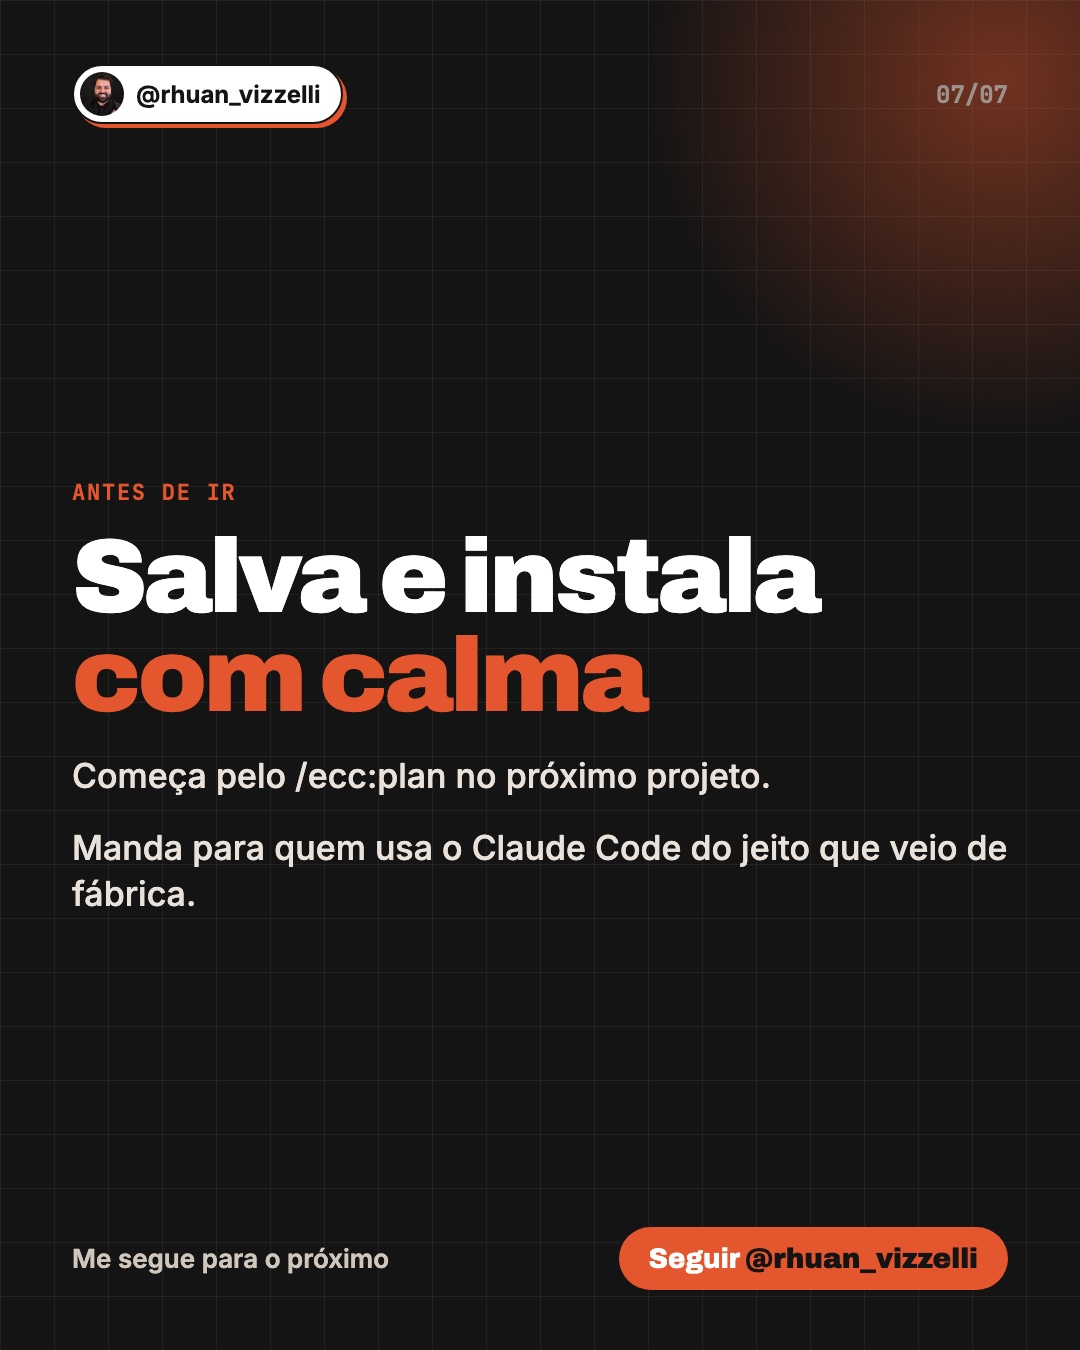 @rhuan_vizzelli
07/07
ANTES DE IR
Salva e instala
com calma
Começa pelo /ecc:plan no próximo projeto.
Manda para quem usa o Claude Code do jeito que veio de
fábrica.
Me segue para o próximo
Seguir @rhuan_vizzelli